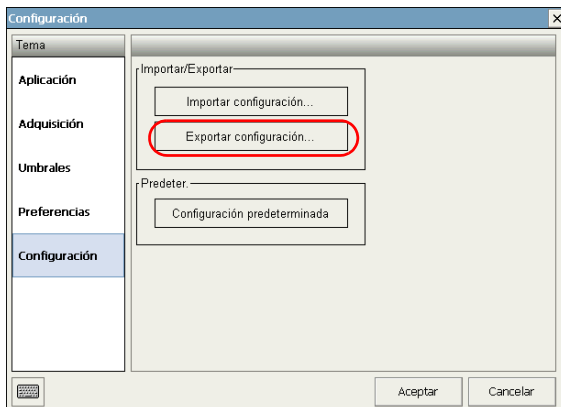 Configuración
Tema
Aplicación
Adquisición
Umbrales
Preferencias
Configuración
Importar/Exportar
Importar configuración...
Exportar configuración...
Predeter.
Configuración predeterminada
Aceptar
Cancelar